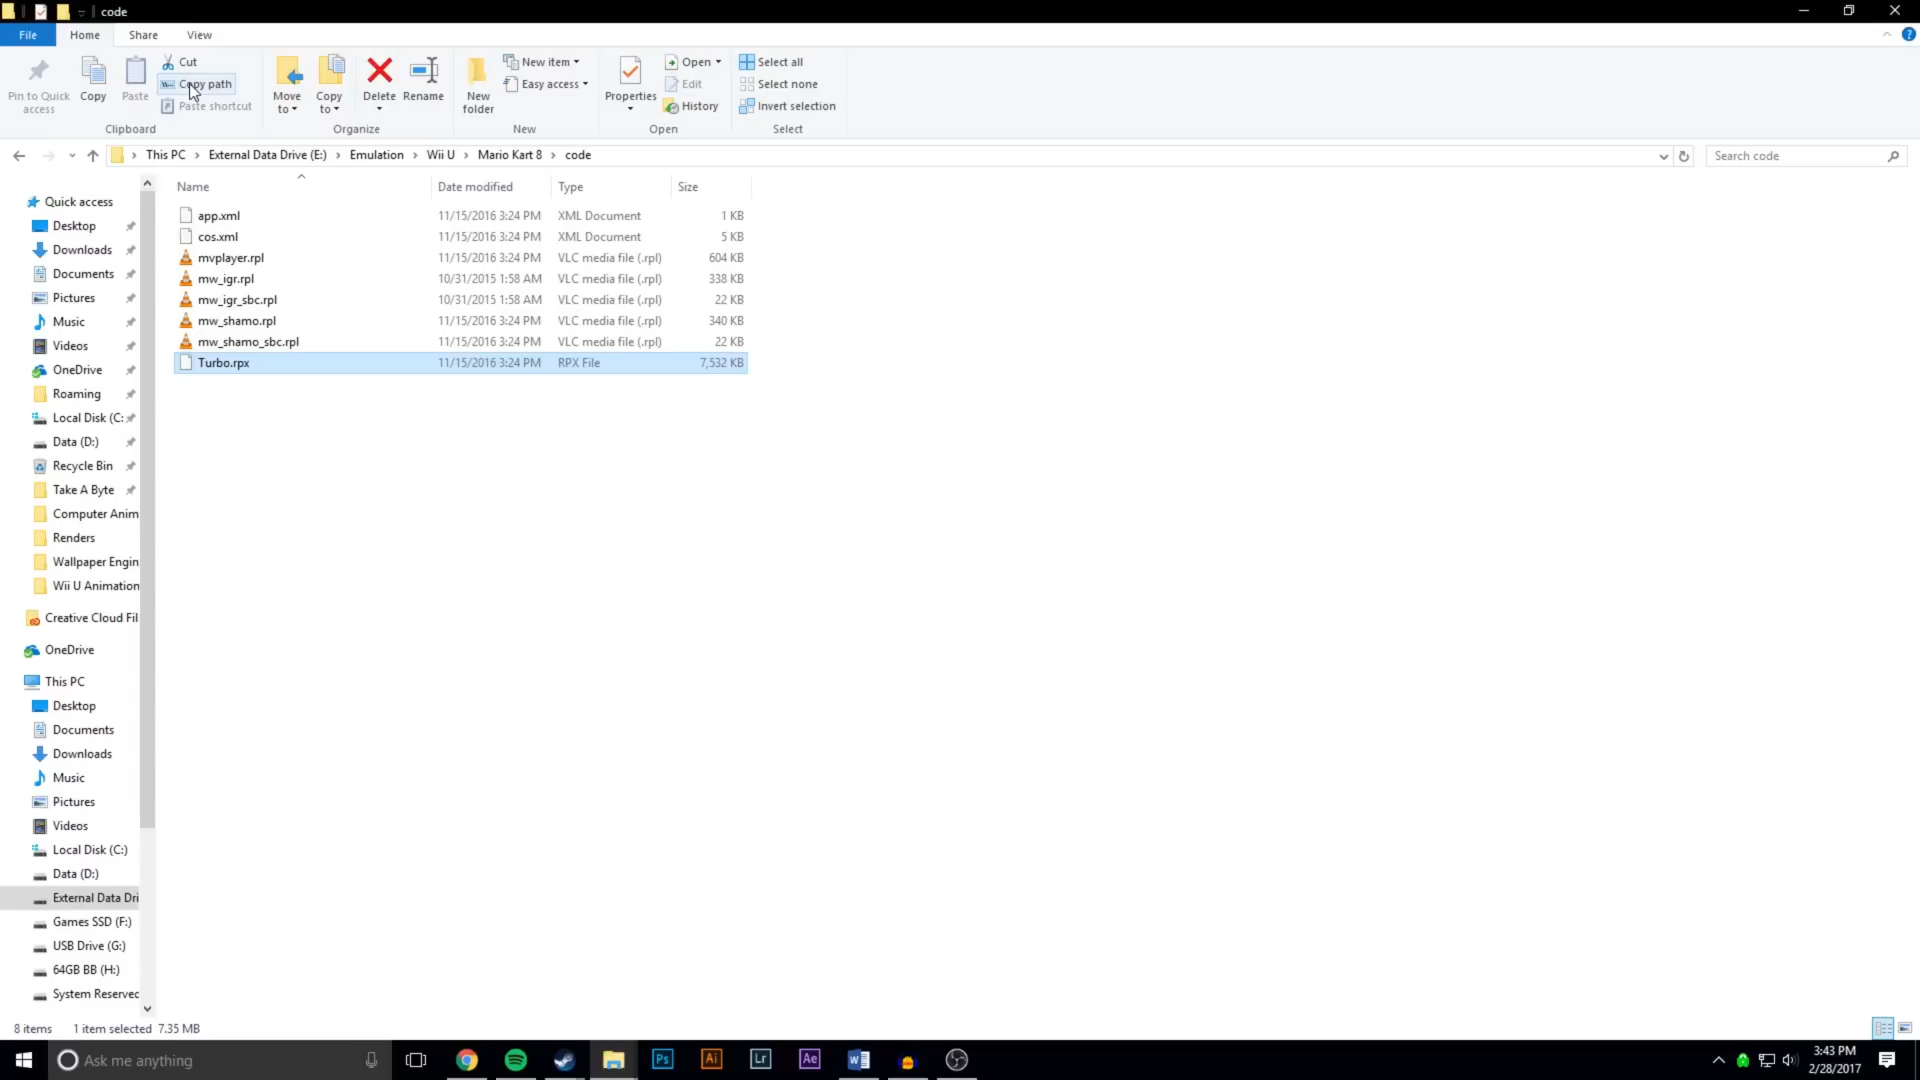 code
File Home Share View
Pin to Quick access
Copy
Paste
Cut
Copy path
Paste shortcut
Clipboard
Move to
Copy to
Delete
Rename
Organize
New folder
New item
Easy access
New
Properties
Open
Edit
History
Open
Select all
Select none
Invert selection
Select
This PC > External Data Drive (E:) > Emulation > Wii U > Mario Kart 8 > code
Search code
Name Date modified Type Size
app.xml 11/15/2016 3:24 PM XML Document 1 KB
cos.xml 11/15/2016 3:24 PM XML Document 5 KB
mvplayer.rpl 11/15/2016 3:24 PM VLC media file (.rpl) 604 KB
mw_igr.rpl 10/31/2015 1:58 AM VLC media file (.rpl) 338 KB
mw_igr_sbc.rpl 10/31/2015 1:58 AM VLC media file (.rpl) 22 KB
mw_shamo.rpl 11/15/2016 3:24 PM VLC media file (.rpl) 340 KB
mw_shamo_sbc.rpl 11/15/2016 3:24 PM VLC media file (.rpl) 22 KB
Turbo.rpx 11/15/2016 3:24 PM RPX File 7,532 KB
Quick access
Desktop
Downloads
Documents
Pictures
Music
Videos
OneDrive
Roaming
Local Disk (C:
Data (D:)
Recycle Bin
Take A Byte
Computer Anim
Renders
Wallpaper Engin
Wii U Animation
Creative Cloud Fil
OneDrive
This PC
Desktop
Documents
Downloads
Music
Pictures
Videos
Local Disk (C:)
Data (D:)
External Data Dri
Games SSD (F:)
USB Drive (G:)
64GB BB (H:)
System Reserved
8 items 1 item selected 7.35 MB
Ask me anything
Ps Ai Lr Ae
3:43 PM
2/28/2017